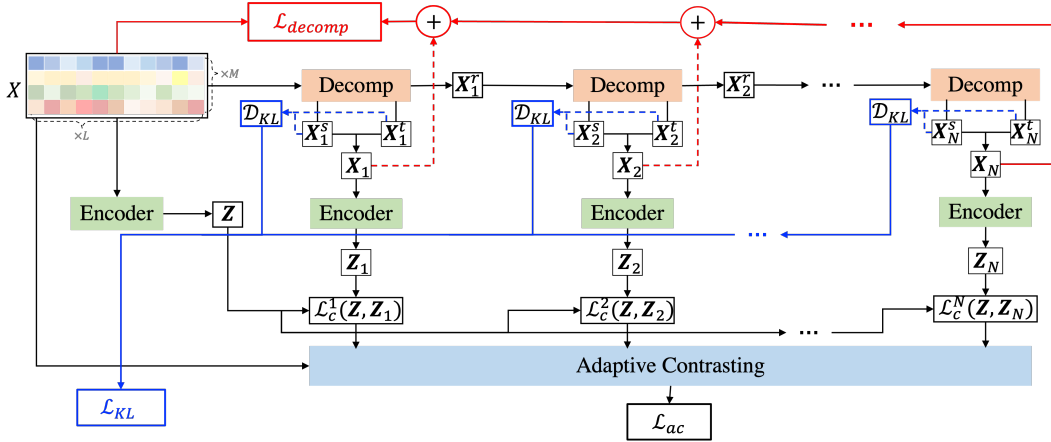 ℒ_decomp
+
+
...
X
×M
×L
Decomp
X_1^r
Decomp
X_2^r
...
Decomp
𝒟_KL
X_1^s
X_1^t
𝒟_KL
X_2^s
X_2^t
𝒟_KL
X_N^s
X_N^t
X_1
X_2
X_N
Encoder
Z
Encoder
Encoder
Encoder
...
Z_1
Z_2
Z_N
ℒ_c^1(Z, Z_1)
ℒ_c^2(Z, Z_2)
...
ℒ_c^N(Z, Z_N)
Adaptive Contrasting
ℒ_KL
ℒ_ac